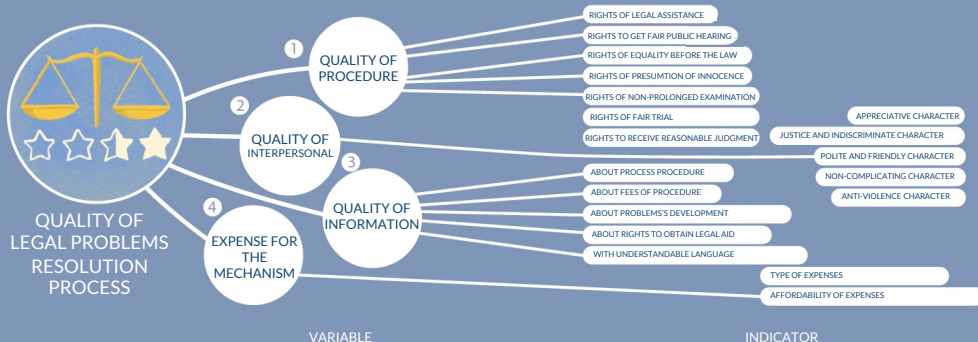 1
QUALITY OF
PROCEDURE
RIGHTS OF LEGAL ASSISTANCE
RIGHTS TO GET FAIR PUBLIC HEARING
RIGHTS OF EQUALITY BEFORE THE LAW
RIGHTS OF PRESUMTION OF INNOCENCE
RIGHTS OF NON-PROLONGED EXAMINATION
RIGHTS OF FAIR TRIAL
RIGHTS TO RECEIVE REASONABLE JUDGMENT
2
QUALITY OF
INTERPERSONAL
APPRECIATIVE CHARACTER
JUSTICE AND INDISCRIMINATE CHARACTER
POLITE AND FRIENDLY CHARACTER
NON-COMPLICATING CHARACTER
ANTI-VIOLENCE CHARACTER
3
QUALITY OF
INFORMATION
ABOUT PROCESS PROCEDURE
ABOUT FEES OF PROCEDURE
ABOUT PROBLEMS'S DEVELOPMENT
ABOUT RIGHTS TO OBTAIN LEGAL AID
WITH UNDERSTANDABLE LANGUAGE
4
EXPENSE FOR
THE
MECHANISM
TYPE OF EXPENSES
AFFORDABILITY OF EXPENSES
QUALITY OF
LEGAL PROBLEMS
RESOLUTION
PROCESS
VARIABLE
INDICATOR